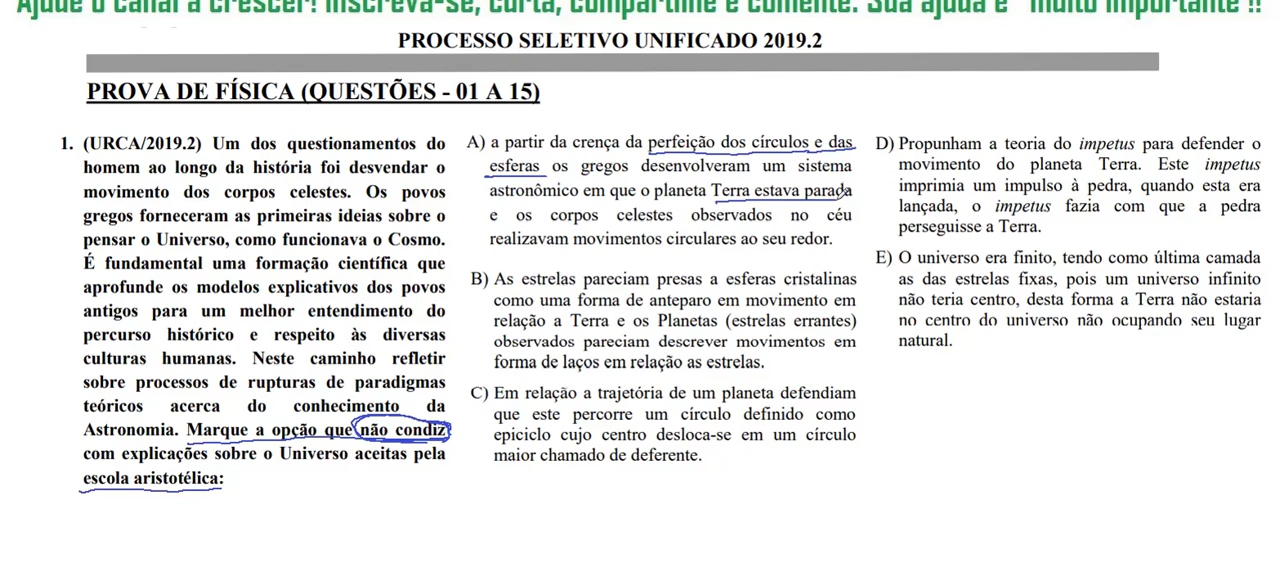 Ajude o canal a crescer! Inscreva-se, curta, compartilhe e comente. Sua ajuda é muito importante !!
PROCESSO SELETIVO UNIFICADO 2019.2
PROVA DE FÍSICA (QUESTÕES - 01 A 15)
1. (URCA/2019.2) Um dos questionamentos do
homem ao longo da história foi desvendar o
movimento dos corpos celestes. Os povos
gregos forneceram as primeiras ideias sobre o
pensar o Universo, como funcionava o Cosmo.
É fundamental uma formação científica que
aprofunde os modelos explicativos dos povos
antigos para um melhor entendimento do
percurso histórico e respeito às diversas
culturas humanas. Neste caminho refletir
sobre processos de rupturas de paradigmas
teóricos acerca do conhecimento da
Astronomia. Marque a opção que não condiz
com explicações sobre o Universo aceitas pela
escola aristotélica:
A) a partir da crença da perfeição dos círculos e das
esferas os gregos desenvolveram um sistema
astronômico em que o planeta Terra estava parada
e os corpos celestes observados no céu
realizavam movimentos circulares ao seu redor.
B) As estrelas pareciam presas a esferas cristalinas
como uma forma de anteparo em movimento em
relação a Terra e os Planetas (estrelas errantes)
observados pareciam descrever movimentos em
forma de laços em relação as estrelas.
C) Em relação a trajetória de um planeta defendiam
que este percorre um círculo definido como
epiciclo cujo centro desloca-se em um círculo
maior chamado de deferente.
D) Propunham a teoria do impetus para defender o
movimento do planeta Terra. Este impetus
imprimia um impulso à pedra, quando esta era
lançada, o impetus fazia com que a pedra
perseguisse a Terra.
E) O universo era finito, tendo como última camada
as das estrelas fixas, pois um universo infinito
não teria centro, desta forma a Terra não estaria
no centro do universo não ocupando seu lugar
natural.